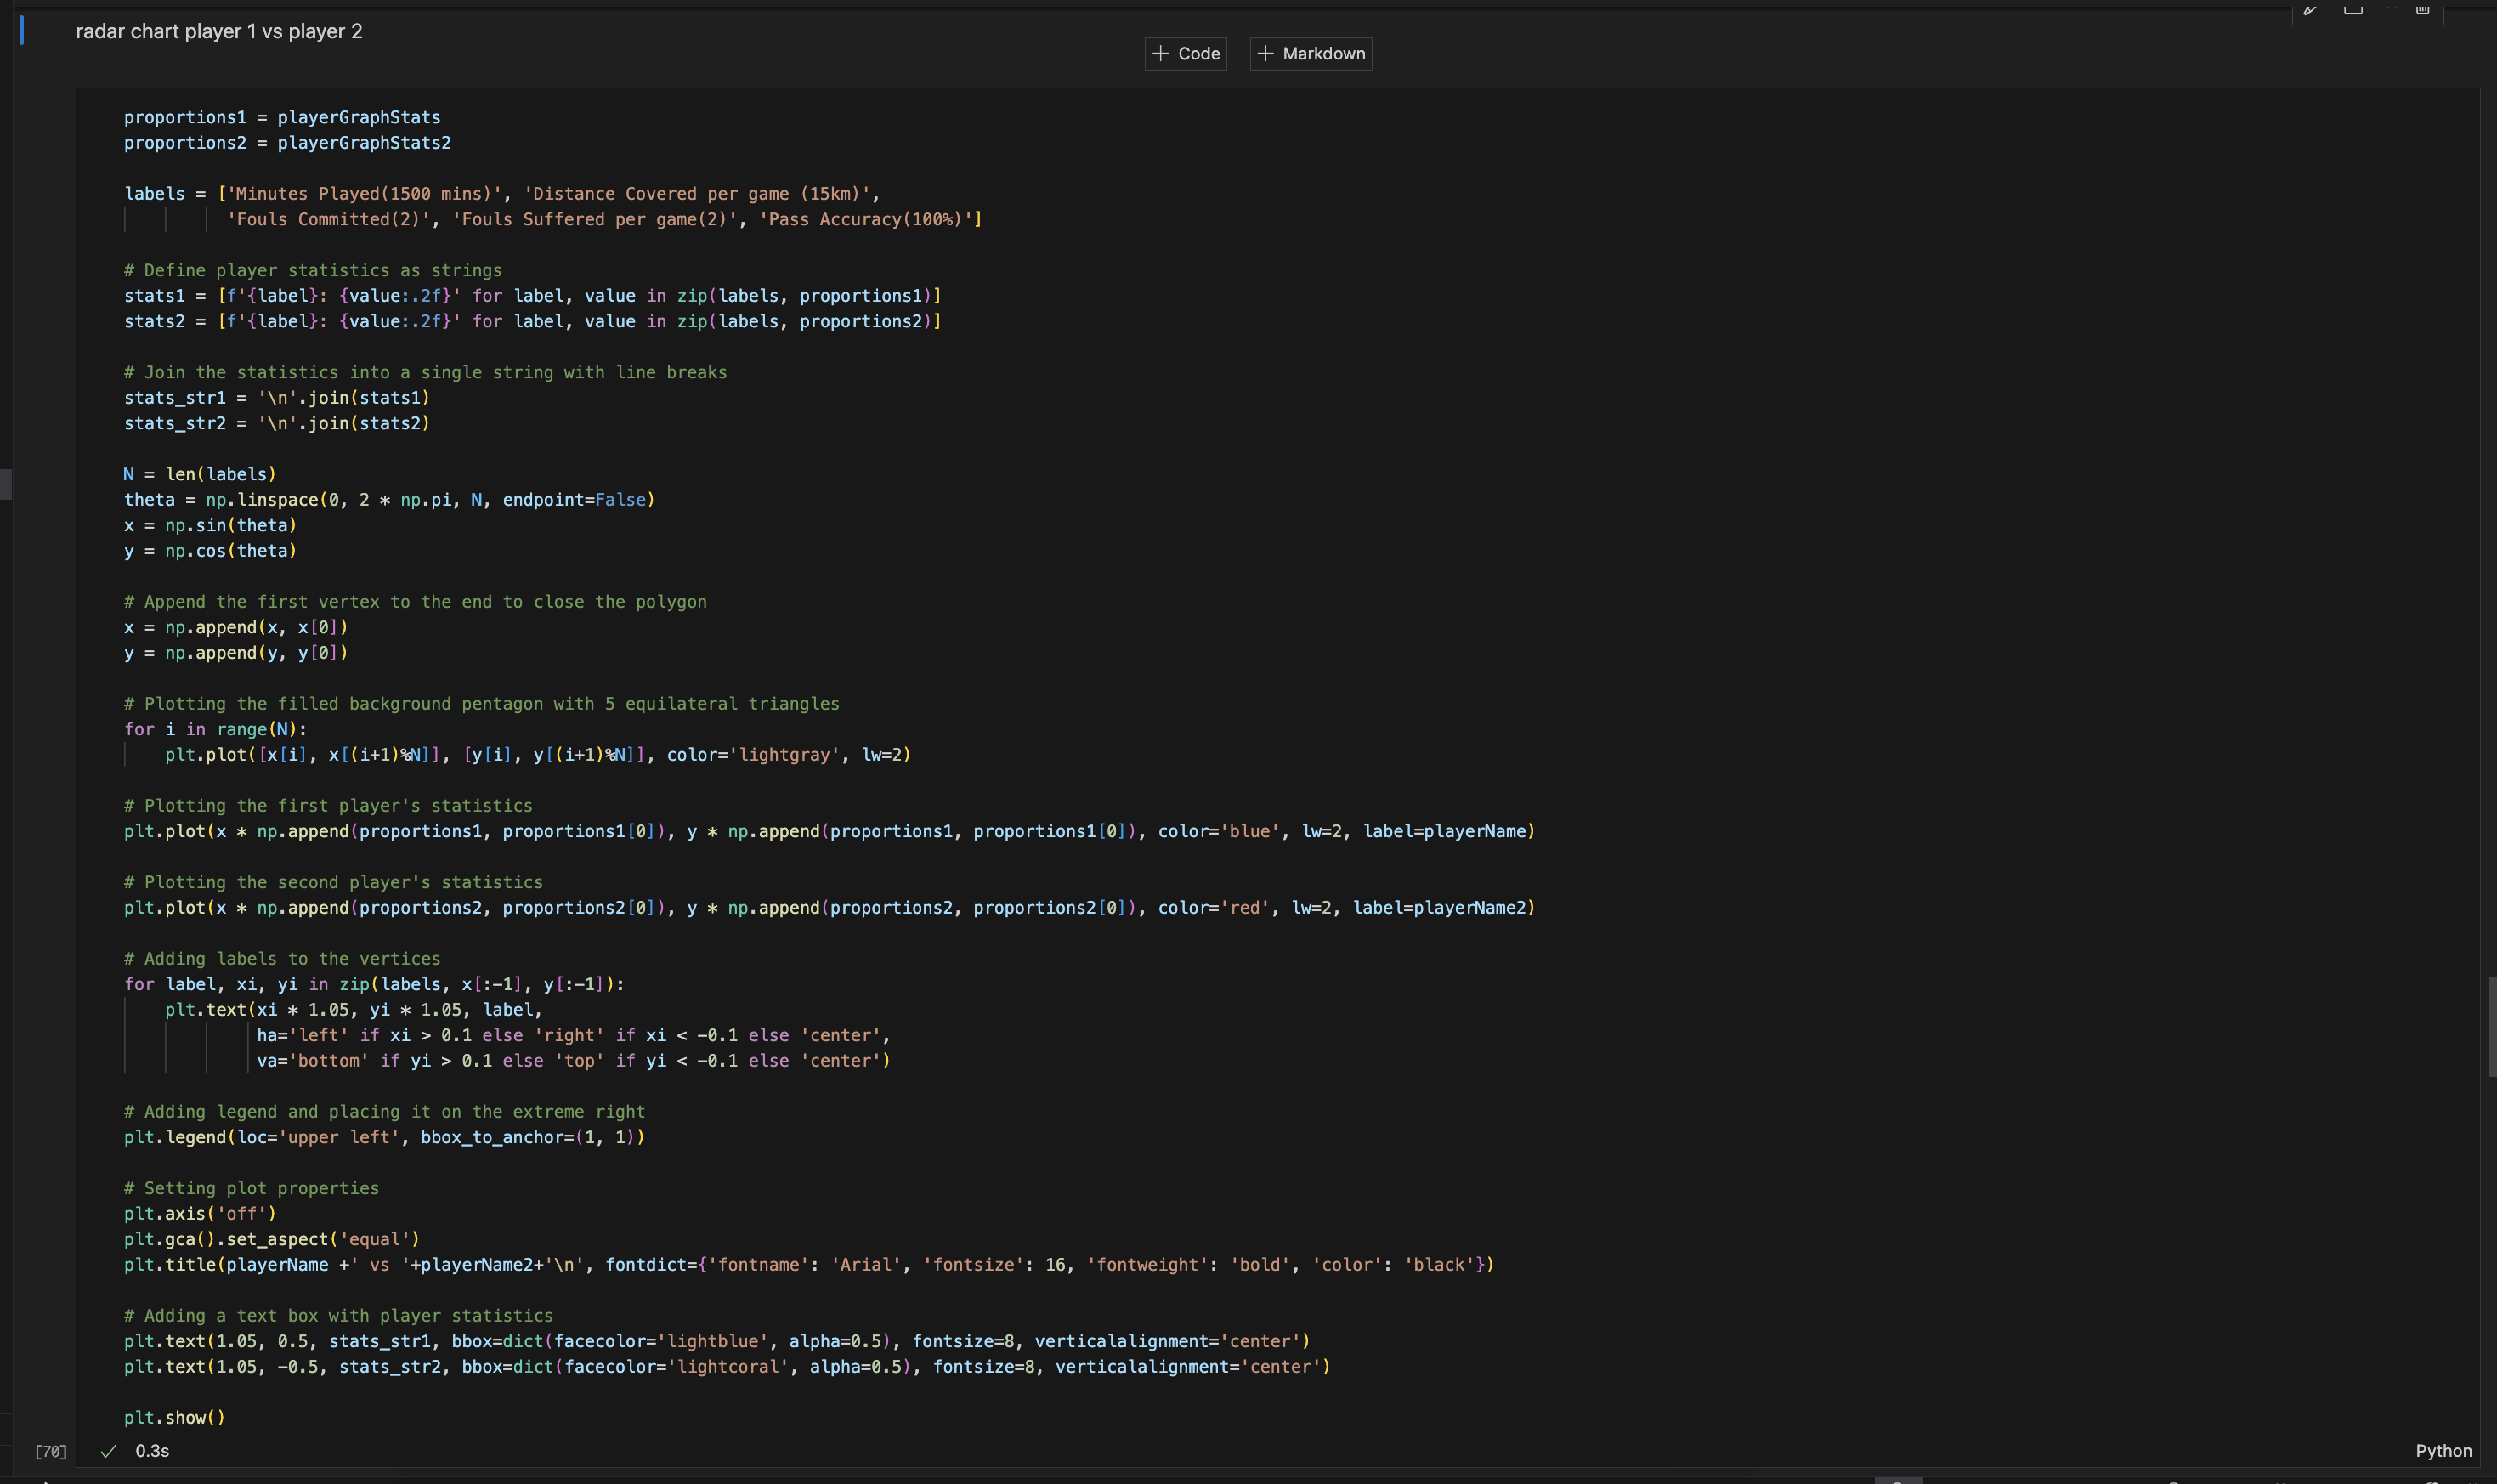 radar chart player 1 vs player 2
+ Code + Markdown
proportions1 = playerGraphStats
proportions2 = playerGraphStats2
labels = ['Minutes Played(1500 mins)', 'Distance Covered per game (15km)',
'Fouls Committed(2)', 'Fouls Suffered per game(2)', 'Pass Accuracy(100%)']
# Define player statistics as strings
stats1 = [f'{label}: {value:.2f}' for label, value in zip(labels, proportions1)]
stats2 = [f'{label}: {value:.2f}' for label, value in zip(labels, proportions2)]
# Join the statistics into a single string with line breaks
stats_str1 = '\n'.join(stats1)
stats_str2 = '\n'.join(stats2)
N = len(labels)
theta = np.linspace(0, 2 * np.pi, N, endpoint=False)
x = np.sin(theta)
y = np.cos(theta)
# Append the first vertex to the end to close the polygon
x = np.append(x, x[0])
y = np.append(y, y[0])
# Plotting the filled background pentagon with 5 equilateral triangles
for i in range(N):
plt.plot([x[i], x[(i+1)%N]], [y[i], y[(i+1)%N]], color='lightgray', lw=2)
# Plotting the first player's statistics
plt.plot(x * np.append(proportions1, proportions1[0]), y * np.append(proportions1, proportions1[0]), color='blue', lw=2, label=playerName)
# Plotting the second player's statistics
plt.plot(x * np.append(proportions2, proportions2[0]), y * np.append(proportions2, proportions2[0]), color='red', lw=2, label=playerName2)
# Adding labels to the vertices
for label, xi, yi in zip(labels, x[:-1], y[:-1]):
plt.text(xi * 1.05, yi * 1.05, label,
ha='left' if xi > 0.1 else 'right' if xi < -0.1 else 'center',
va='bottom' if yi > 0.1 else 'top' if yi < -0.1 else 'center')
# Adding legend and placing it on the extreme right
plt.legend(loc='upper left', bbox_to_anchor=(1, 1))
# Setting plot properties
plt.axis('off')
plt.gca().set_aspect('equal')
plt.title(playerName +' vs '+playerName2+'\n', fontdict={'fontname': 'Arial', 'fontsize': 16, 'fontweight': 'bold', 'color': 'black'})
# Adding a text box with player statistics
plt.text(1.05, 0.5, stats_str1, bbox=dict(facecolor='lightblue', alpha=0.5), fontsize=8, verticalalignment='center')
plt.text(1.05, -0.5, stats_str2, bbox=dict(facecolor='lightcoral', alpha=0.5), fontsize=8, verticalalignment='center')
plt.show()
[70] ✓ 0.3s Python